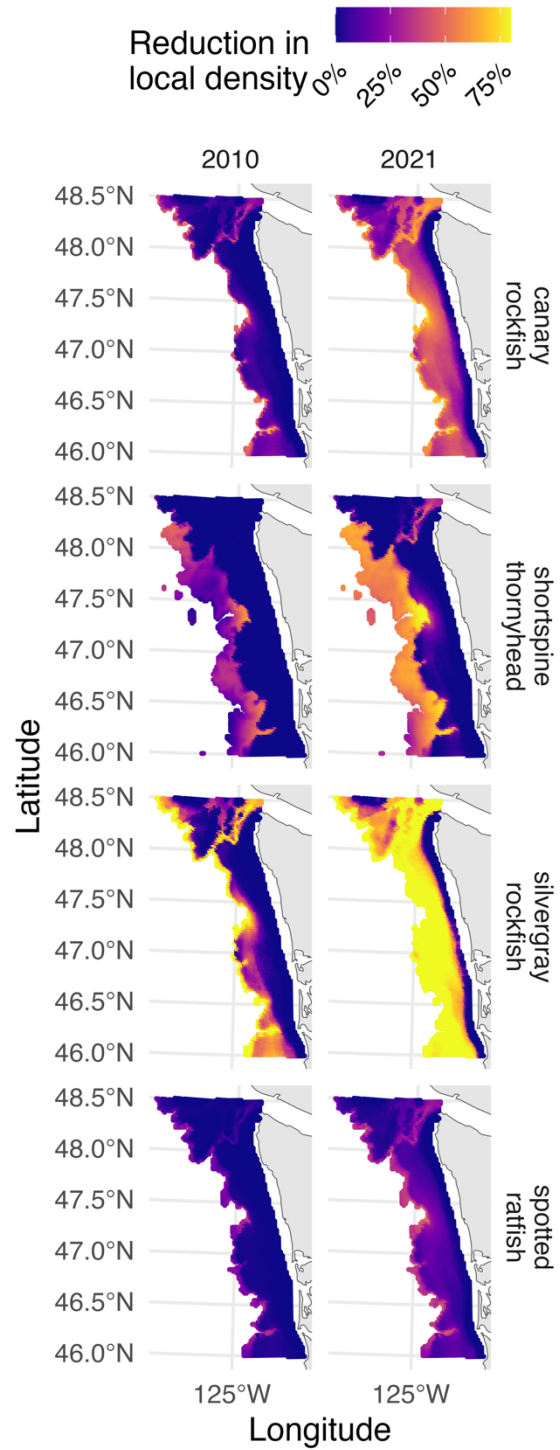 Reduction in
local density
0%
25%
50%
75%
2010
2021
48.5°N
48.0°N
47.5°N
47.0°N
46.5°N
46.0°N
canary
rockfish
48.5°N
48.0°N
47.5°N
47.0°N
46.5°N
46.0°N
shortspine
thornyhead
Latitude
48.5°N
48.0°N
47.5°N
47.0°N
46.5°N
46.0°N
silvergray
rockfish
48.5°N
48.0°N
47.5°N
47.0°N
46.5°N
46.0°N
spotted
ratfish
125°W
125°W
Longitude